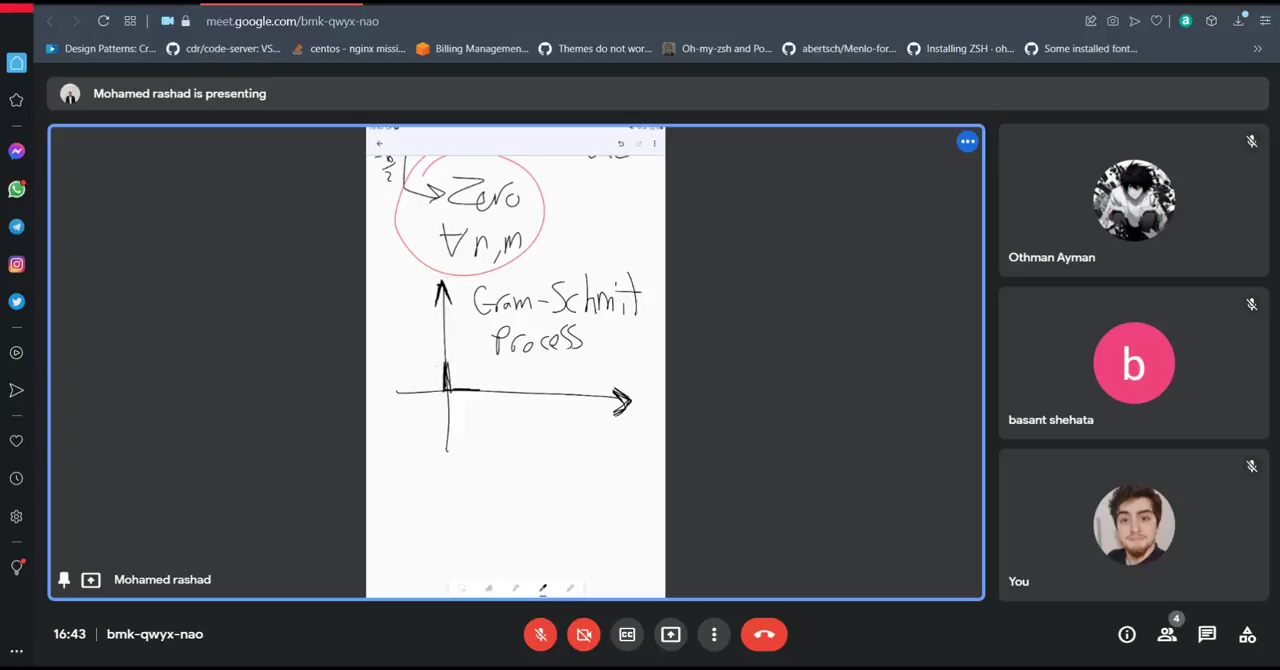 meet.google.com/bmk-qwyx-nao
Design Patterns: Cr...
cdr/code-server: VS...
centos - nginx missi...
Billing Managemen...
Themes do not wor...
Oh-my-zsh and Po...
abertsch/Menlo-for...
Installing ZSH · oh...
Some installed font...
Mohamed rashad is presenting
Zero
∀ n,m
Gram-Schmit
Process
Mohamed rashad
Othman Ayman
b
basant shehata
You
16:43 | bmk-qwyx-nao
4